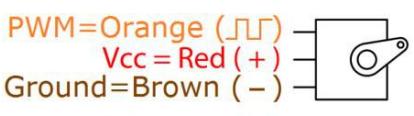 PWM=Orange (⎍⎍)
Vcc = Red ( + )
Ground=Brown ( − )